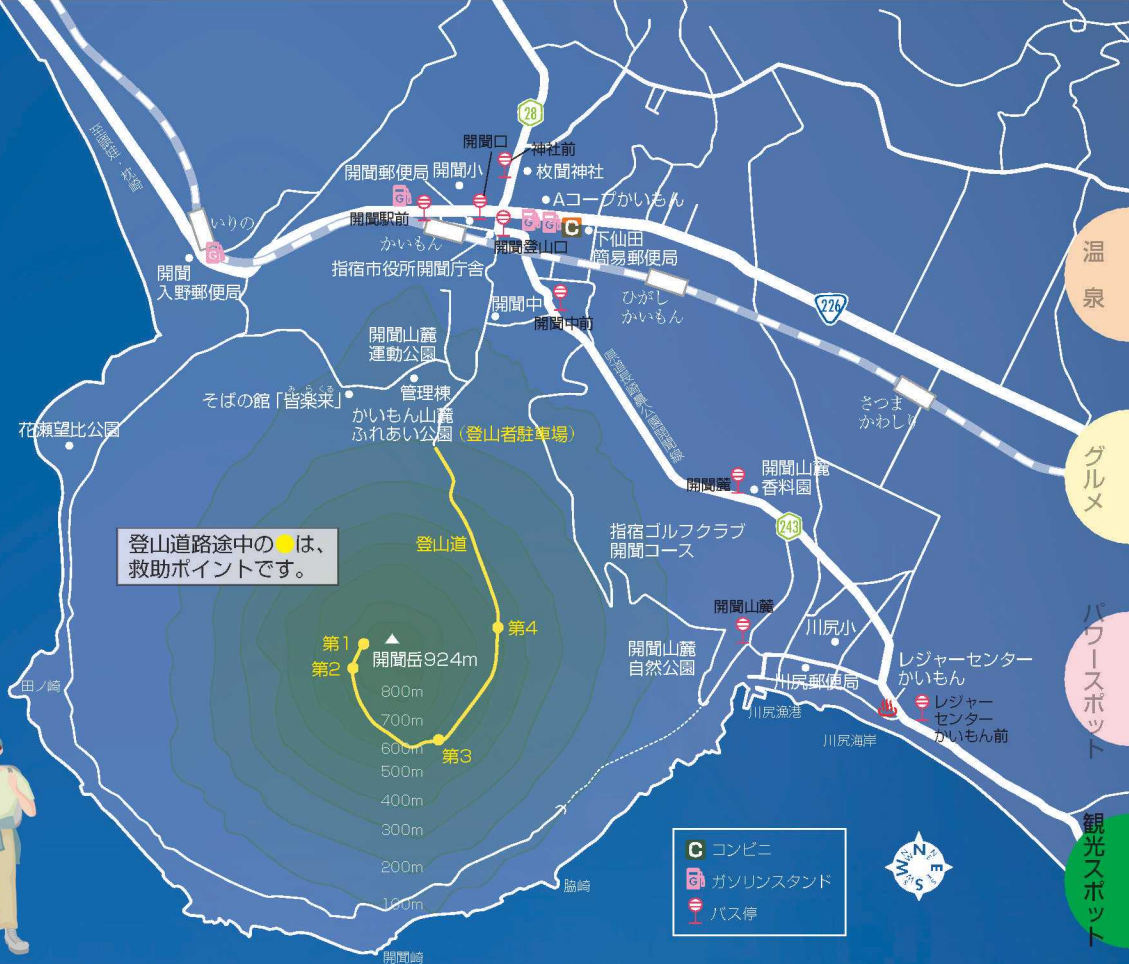 至頴娃・枕崎
28
開聞口
神社前
開聞郵便局
開聞小
枚聞神社
Aコープかいもん
G
開聞駅前
G
G
C
いりの
かいもん
開聞登山口
下仙田
簡易郵便局
G
指宿市役所開聞庁舎
開聞
入野郵便局
開聞中
ひがし
かいもん
226
開聞中前
開聞山麓
運動公園
管理棟
みらくる
そばの館「皆楽来」
さつま
かわしり
かいもん山麓
ふれあい公園
(登山者駐車場)
花瀬望比公園
開聞麓
開聞山麓
香料園
243
登山道路途中の●は、
救助ポイントです。
登山道
指宿ゴルフクラブ
開聞コース
開聞山麓
第4
第1
第2
開聞岳924m
開聞山麓
自然公園
川尻小
川尻郵便局
レジャーセンター
かいもん
レジャー
センター
かいもん前
川尻漁港
川尻海岸
田ノ崎
第3
800m
700m
600m
500m
400m
300m
200m
100m
脇崎
開聞崎
C コンビニ
G ガソリンスタンド
バス停
N
E
S
W
温泉
グルメ
パワースポット
観光スポット